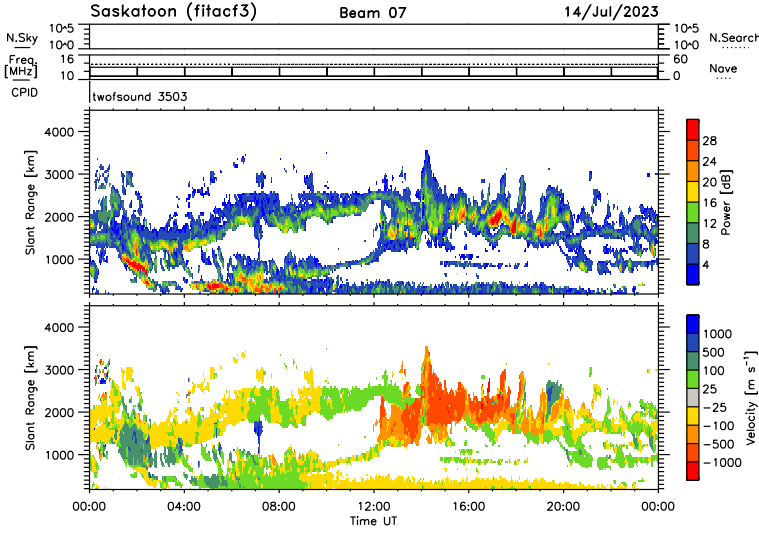 Saskatoon (fitacf3) Beam 07 14/Jul/2023
N.Sky 10^5 10^0 10^5 10^0 N.Search
Freq. [MHz] 16 10 60 0 Nave
CPID twofsound 3503
Slant Range [km] 4000 3000 2000 1000
Power [dB] 28 24 20 16 12 8 4
Slant Range [km] 4000 3000 2000 1000
Velocity [m s⁻¹] 1000 500 100 25 −25 −100 −500 −1000
00:00 04:00 08:00 12:00 16:00 20:00 00:00
Time UT